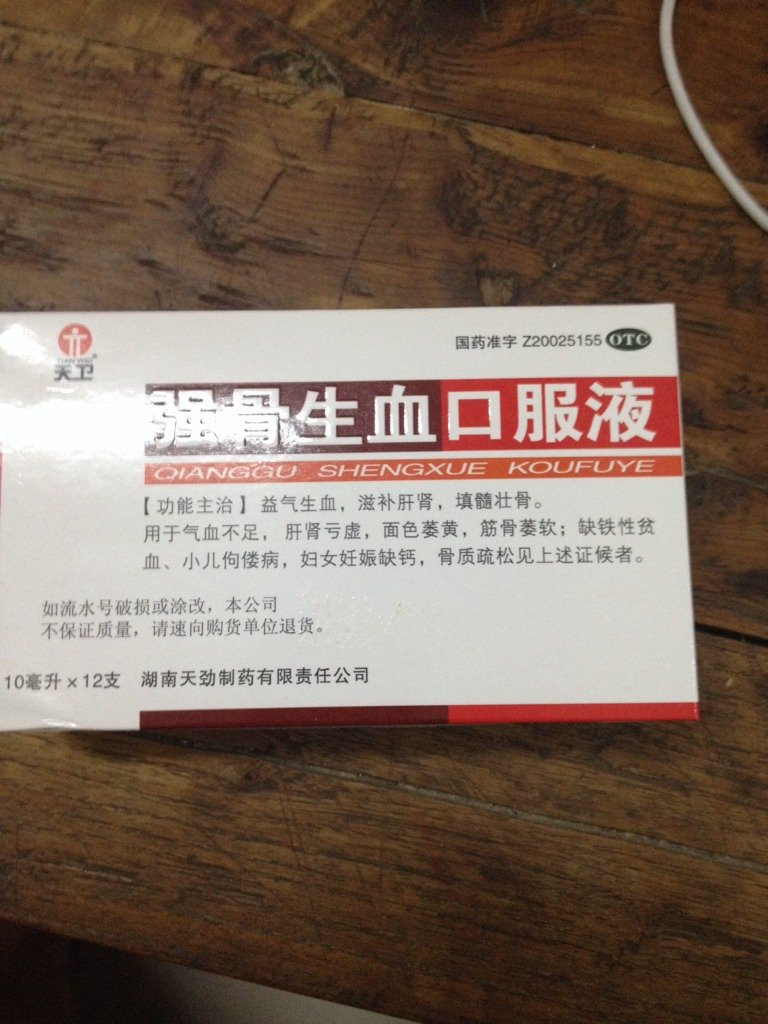 国药准字 Z20025155 OTC
TIAN WEI
天卫
强骨生血口服液
QIANGGU SHENGXUE KOUFUYE
【功能主治】益气生血，滋补肝肾，填髓壮骨。
用于气血不足，肝肾亏虚，面色萎黄，筋骨萎软；缺铁性贫
血、小儿佝偻病，妇女妊娠缺钙，骨质疏松见上述证候者。
如流水号破损或涂改，本公司
不保证质量，请速向购货单位退货。
10毫升×12支 湖南天劲制药有限责任公司